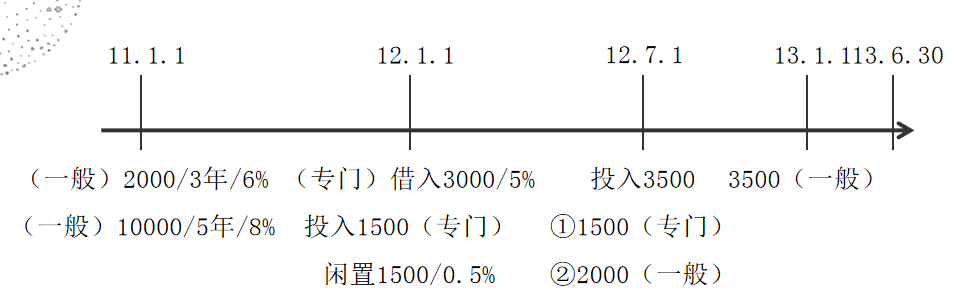 11.1.1 12.1.1 12.7.1 13.1.113.6.30
（一般）2000/3年/6% （专门）借入3000/5% 投入3500 3500（一般）
（一般）10000/5年/8% 投入1500（专门） ①1500（专门）
闲置1500/0.5% ②2000（一般）